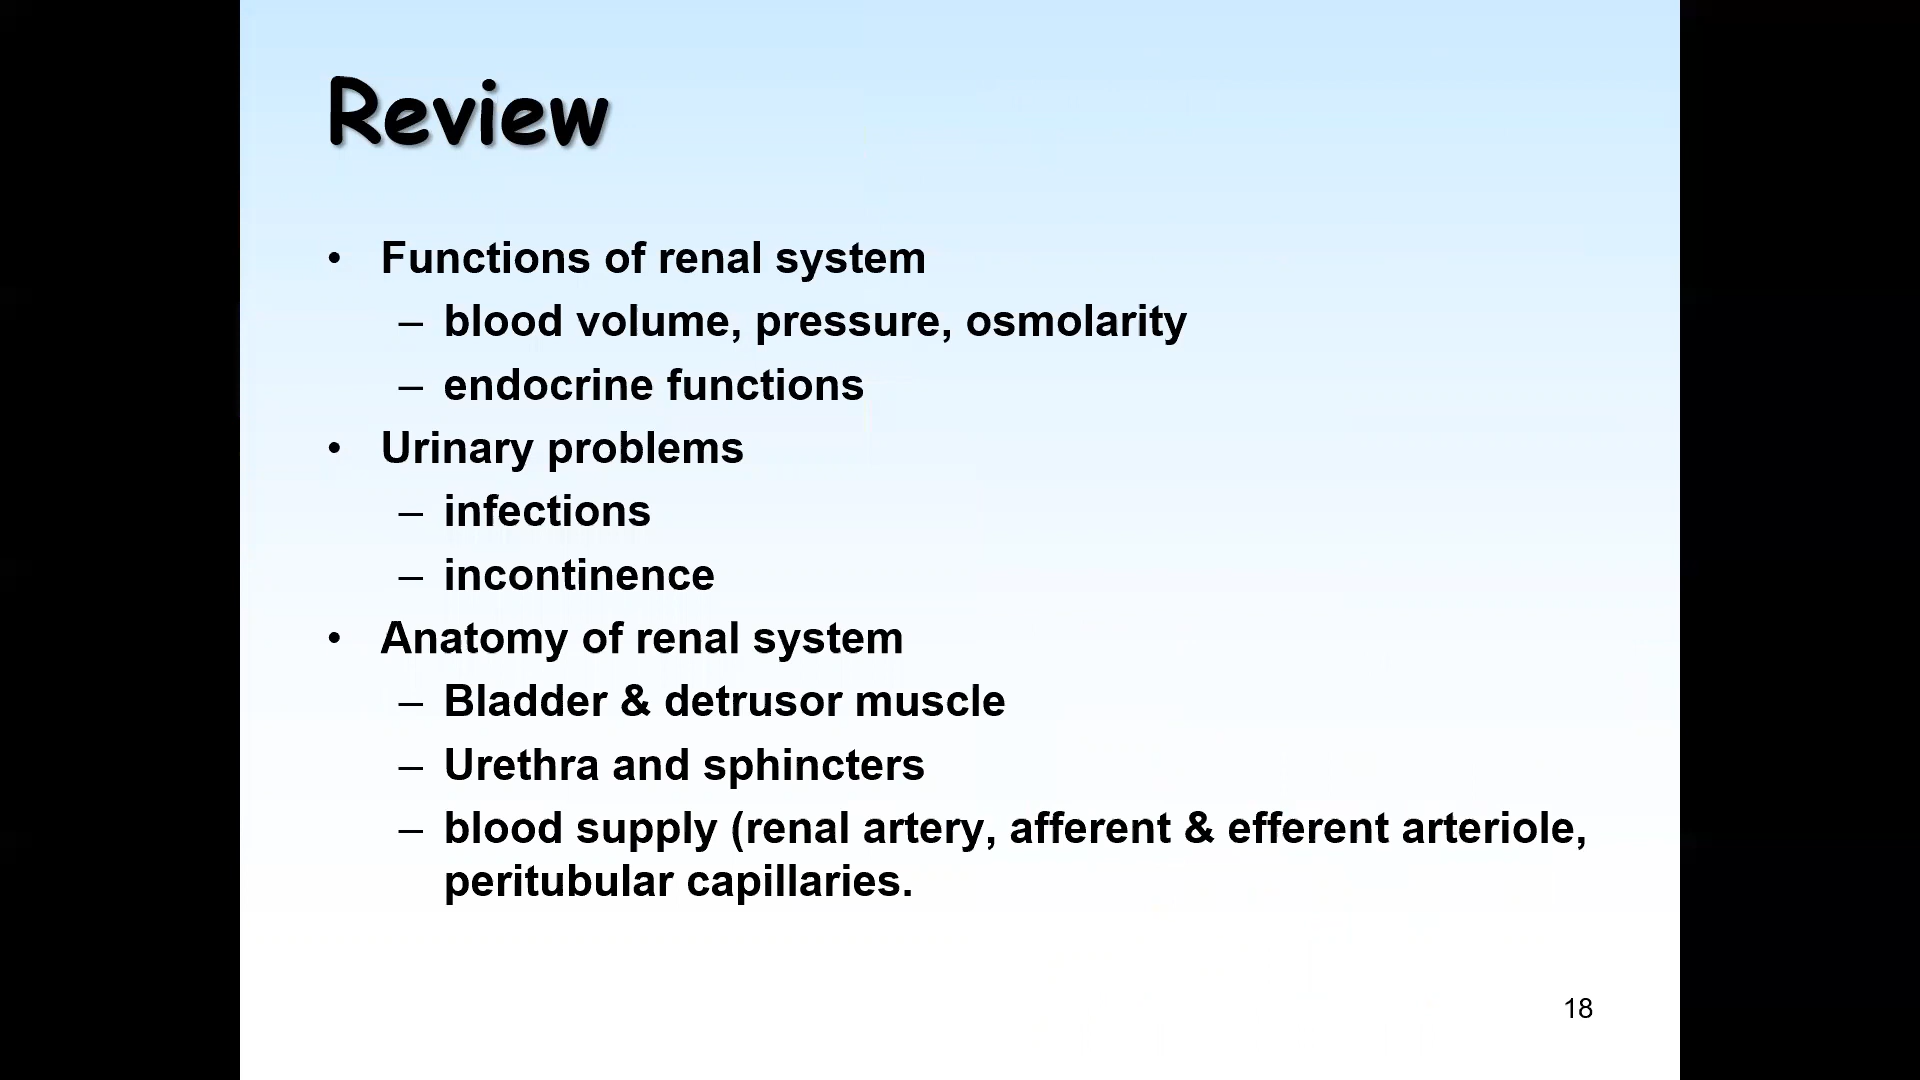 Review
• Functions of renal system
– blood volume, pressure, osmolarity
– endocrine functions
• Urinary problems
– infections
– incontinence
• Anatomy of renal system
– Bladder & detrusor muscle
– Urethra and sphincters
– blood supply (renal artery, afferent & efferent arteriole,
peritubular capillaries.
18